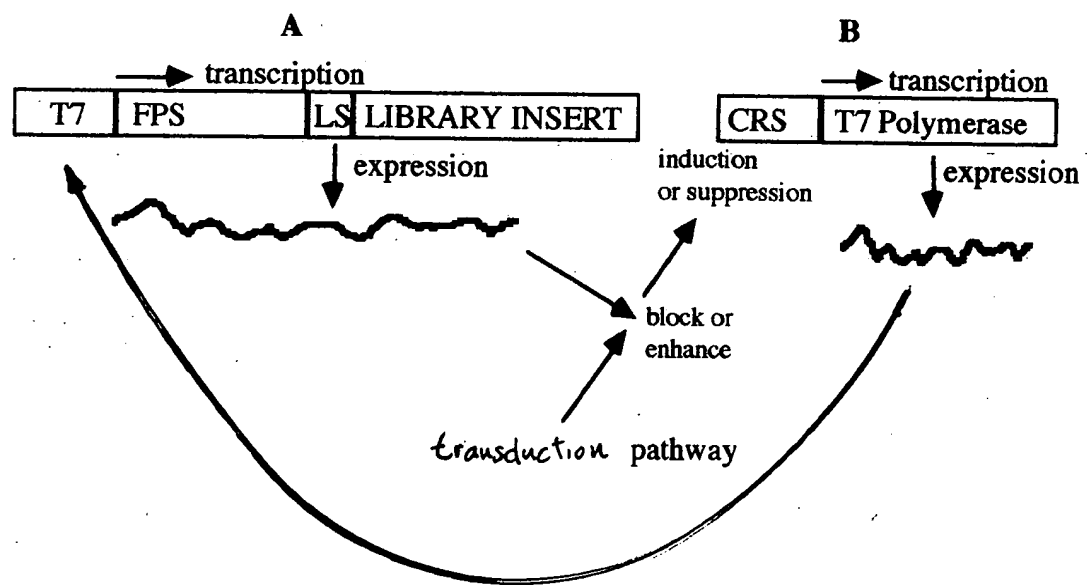 A
transcription
T7 FPS LS LIBRARY INSERT
expression
B
transcription
CRS T7 Polymerase
expression
induction
or suppression
block or
enhance
transduction pathway